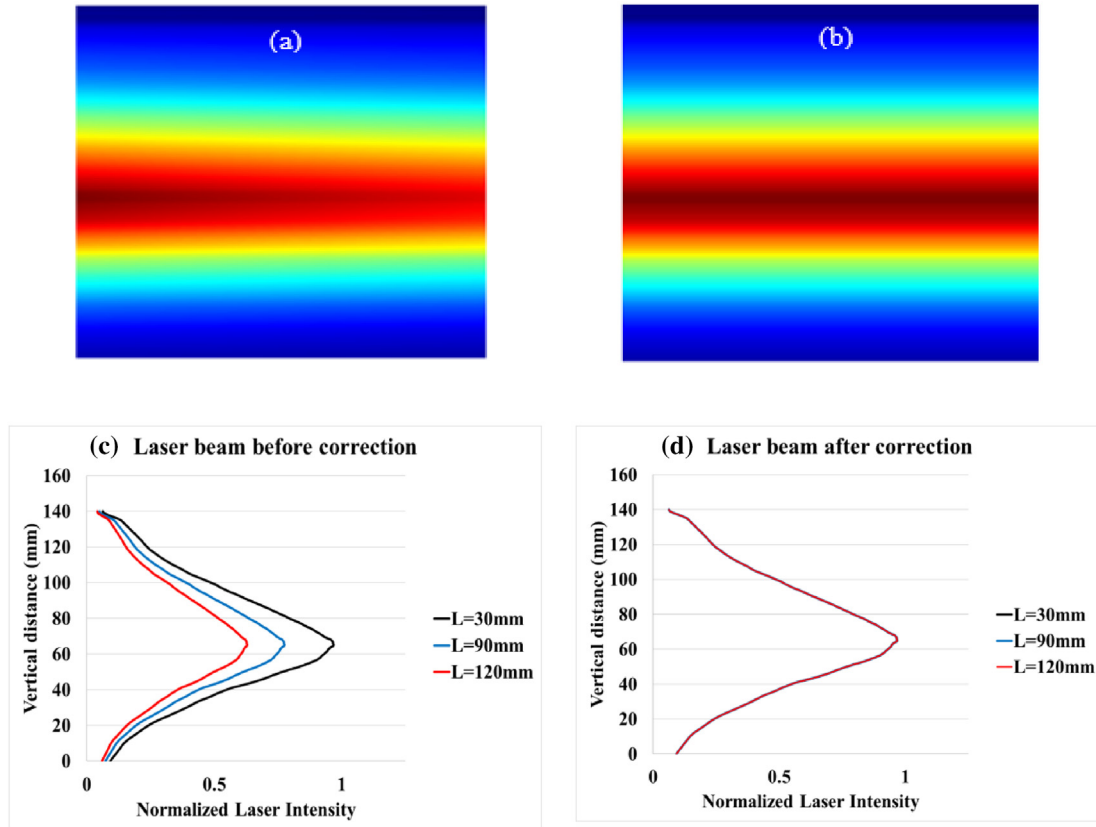 (a)
(b)
(c) Laser beam before correction
160
140
120
100
80
60
40
20
0
Vertical distance (mm)
0 0.5 1
Normalized Laser Intensity
L=30mm
L=90mm
L=120mm
(d) Laser beam after correction
160
140
120
100
80
60
40
20
0
Vertical distance (mm)
0 0.5 1
Normalized Laser Intensity
L=30mm
L=90mm
L=120mm